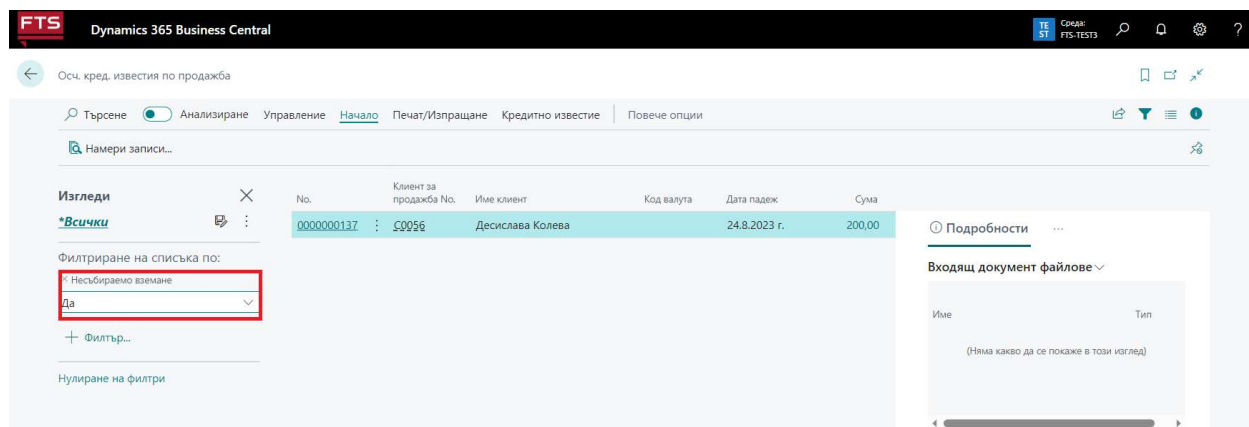 FTS
Dynamics 365 Business Central
TE
ST
Среда:
FTS-TEST3
?
Осч. кред. известия по продажба
Търсене Анализиране Управление Начало Печат/Изпращане Кредитно известие Повече опции
Намери записи...
Изгледи
*Всички
Филтриране на списъка по:
× Несъбираемо вземане
Да
+ Филтър...
Нулиране на филтри
No. Клиент за продажба No. Име клиент Код валута Дата падеж Сума
0000000137 C0056 Десислава Колева 24.8.2023 г. 200,00
Подробности ...
Входящ документ файлове
Име Тип
(Няма какво да се покаже в този изглед)